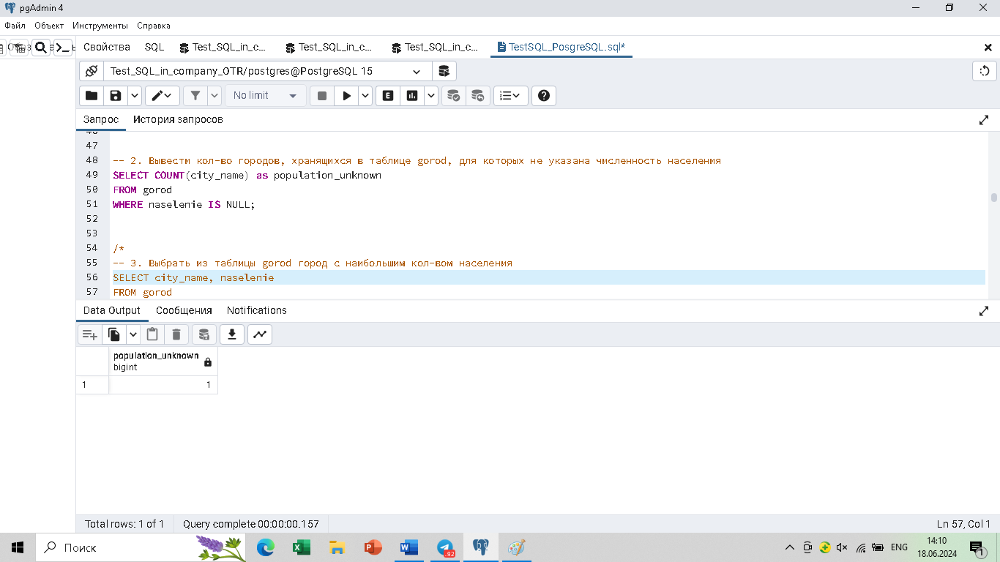 pgAdmin 4
Файл Объект Инструменты Справка
Свойства SQL Test_SQL_in_c... Test_SQL_in_c... Test_SQL_in_c... TestSQL_PosgreSQL.sql*
Test_SQL_in_company_OTR/postgres@PostgreSQL 15
No limit E
Запрос История запросов
46
47
48 -- 2. Вывести кол-во городов, хранящихся в таблице gorod, для которых не указана численность населения
49 SELECT COUNT(city_name) as population_unknown
50 FROM gorod
51 WHERE naselenie IS NULL;
52
53
54 /*
55 -- 3. Выбрать из таблицы gorod город с наибольшим кол-вом населения
56 SELECT city_name, naselenie
57 FROM gorod
Data Output Сообщения Notifications
population_unknown
bigint
1 1
Total rows: 1 of 1 Query complete 00:00:00.157 Ln 57, Col 1
Поиск 92 ENG 14:10
18.06.2024 1